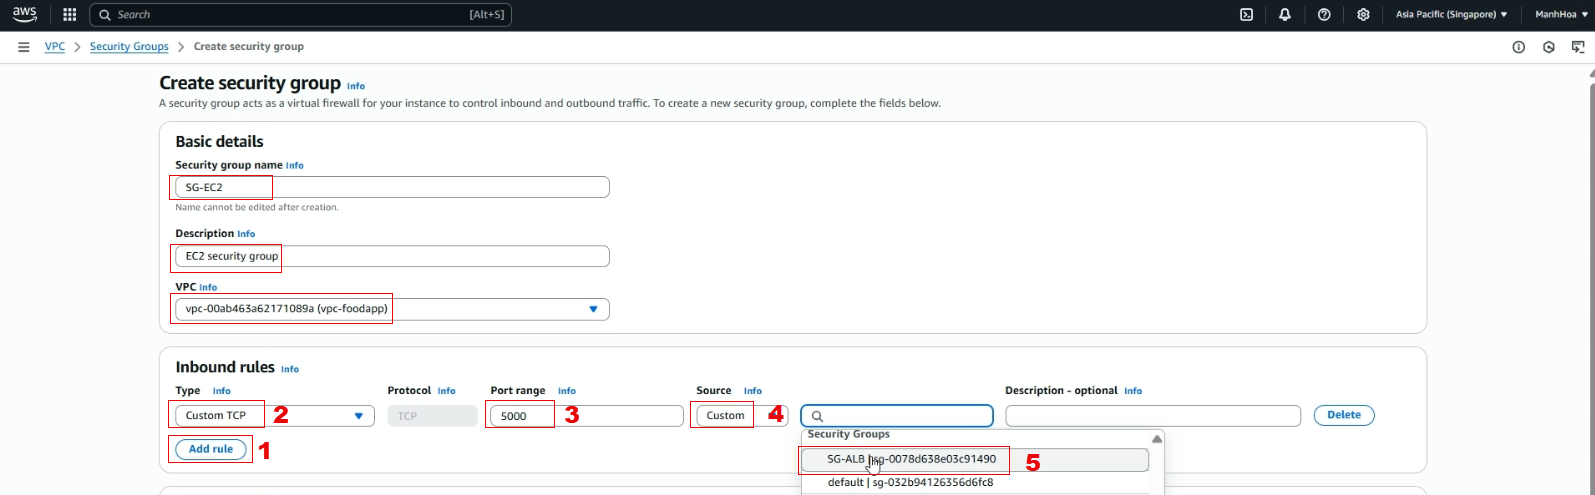 aws
Search [Alt+S] Asia Pacific (Singapore) ManhHoa
VPC > Security Groups > Create security group
Create security group Info
A security group acts as a virtual firewall for your instance to control inbound and outbound traffic. To create a new security group, complete the fields below.
Basic details
Security group name Info
SG-EC2
Name cannot be edited after creation.
Description Info
EC2 security group
VPC Info
vpc-00ab463a62171089a (vpc-foodapp)
Inbound rules Info
Type Info Protocol Info Port range Info Source Info Description - optional Info
Custom TCP 2 TCP 5000 3 Custom 4 Delete
Add rule 1
Security Groups
SG-ALB | sg-0078d638e03c91490 5
default | sg-032b94126356d6fc8